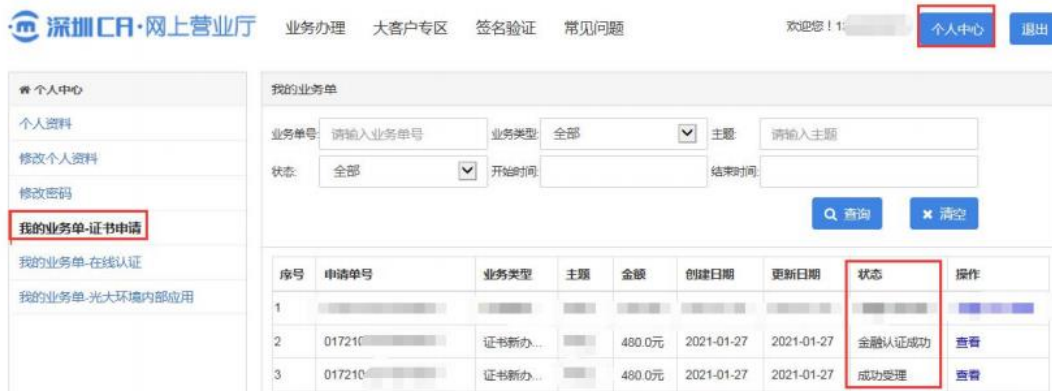 深圳CA·网上营业厅 业务办理 大客户专区 签名验证 常见问题 欢迎您！1 个人中心 退出
个人中心 我的业务单
个人资料
业务单号: 请输入业务单号 业务类型: 全部 主题: 请输入主题
修改个人资料
状态: 全部 开始时间: 结束时间:
修改密码
查询 清空
我的业务单-证书申请
我的业务单-在线认证
序号 申请单号 业务类型 主题 金额 创建日期 更新日期 状态 操作
我的业务单-光大环境内部应用
1
2 01721 证书新办... 480.0元 2021-01-27 2021-01-27 金融认证成功 查看
3 017210 证书新办... 480.0元 2021-01-27 2021-01-27 成功受理 查看